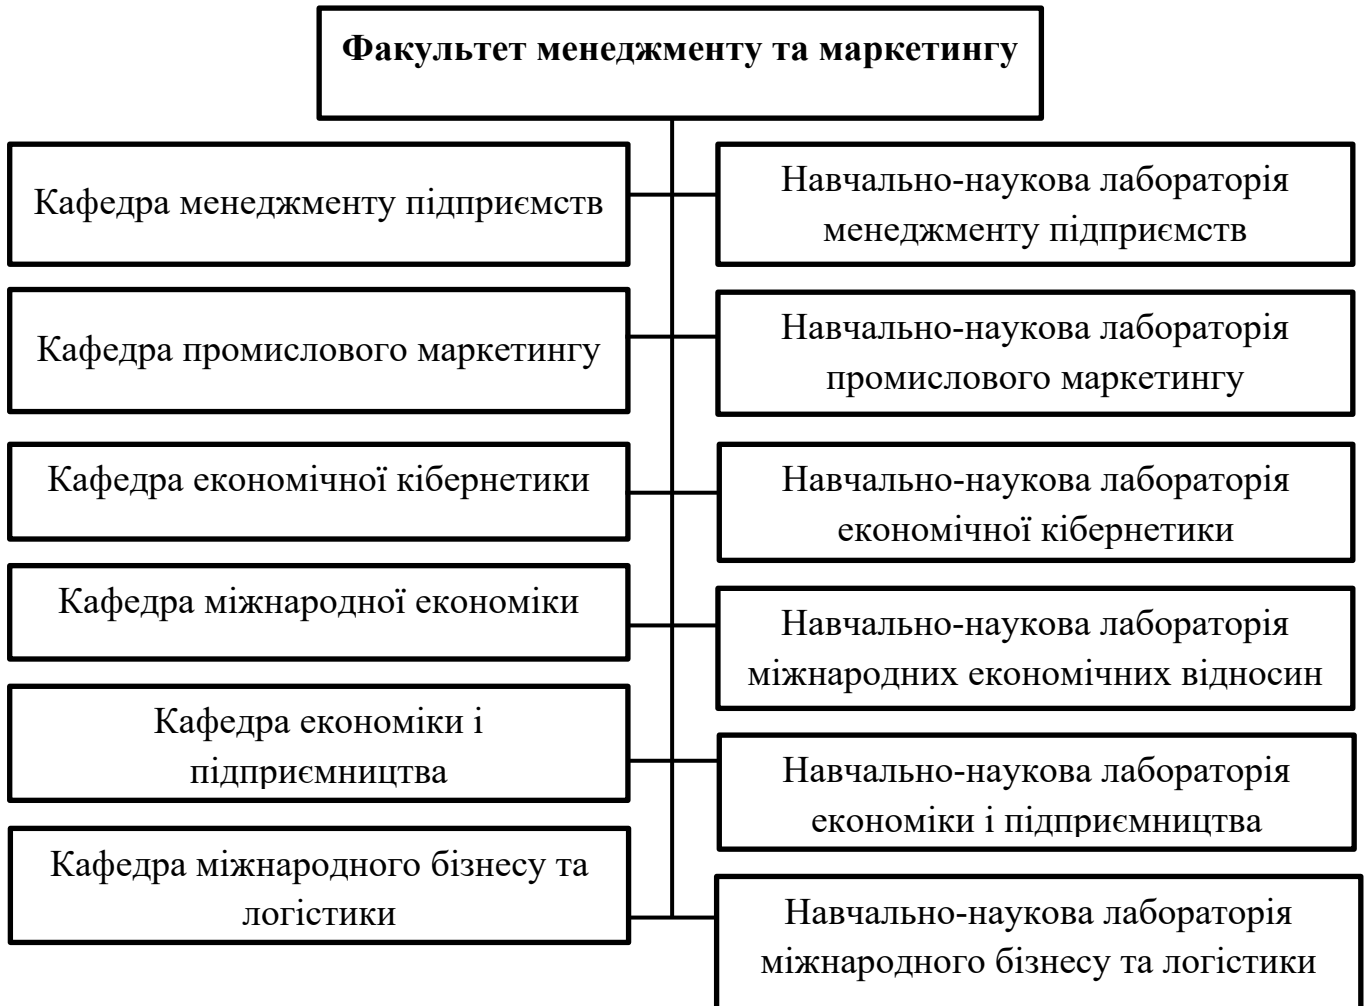 Факультет менеджменту та маркетингу
Кафедра менеджменту підприємств
Навчально-наукова лабораторія
менеджменту підприємств
Кафедра промислового маркетингу
Навчально-наукова лабораторія
промислового маркетингу
Кафедра економічної кібернетики
Навчально-наукова лабораторія
економічної кібернетики
Кафедра міжнародної економіки
Навчально-наукова лабораторія
міжнародних економічних відносин
Кафедра економіки і
підприємництва
Навчально-наукова лабораторія
економіки і підприємництва
Кафедра міжнародного бізнесу та
логістики
Навчально-наукова лабораторія
міжнародного бізнесу та логістики